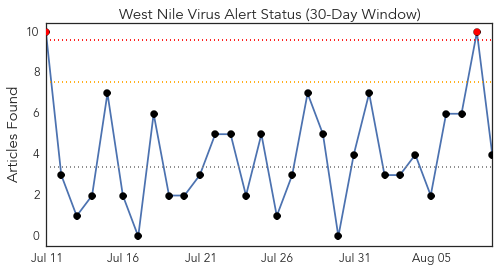 West Nile Virus Alert Status (30-Day Window)
Articles Found
10
8
6
4
2
0
Jul 11 Jul 16 Jul 21 Jul 26 Jul 31 Aug 05